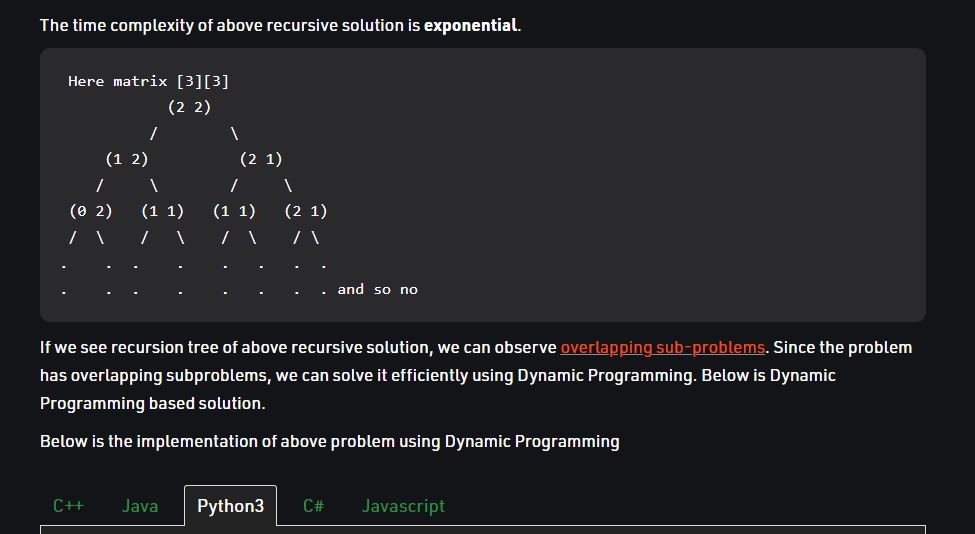 The time complexity of above recursive solution is exponential.
Here matrix [3][3]
(2 2)
/ \
(1 2) (2 1)
/ \ / \
(0 2) (1 1) (1 1) (2 1)
/ \ / \ / \ / \
. . . . . . . .
. . . . . . . . and so no
If we see recursion tree of above recursive solution, we can observe overlapping sub-problems. Since the problem
has overlapping subproblems, we can solve it efficiently using Dynamic Programming. Below is Dynamic
Programming based solution.
Below is the implementation of above problem using Dynamic Programming
C++ Java Python3 C# Javascript